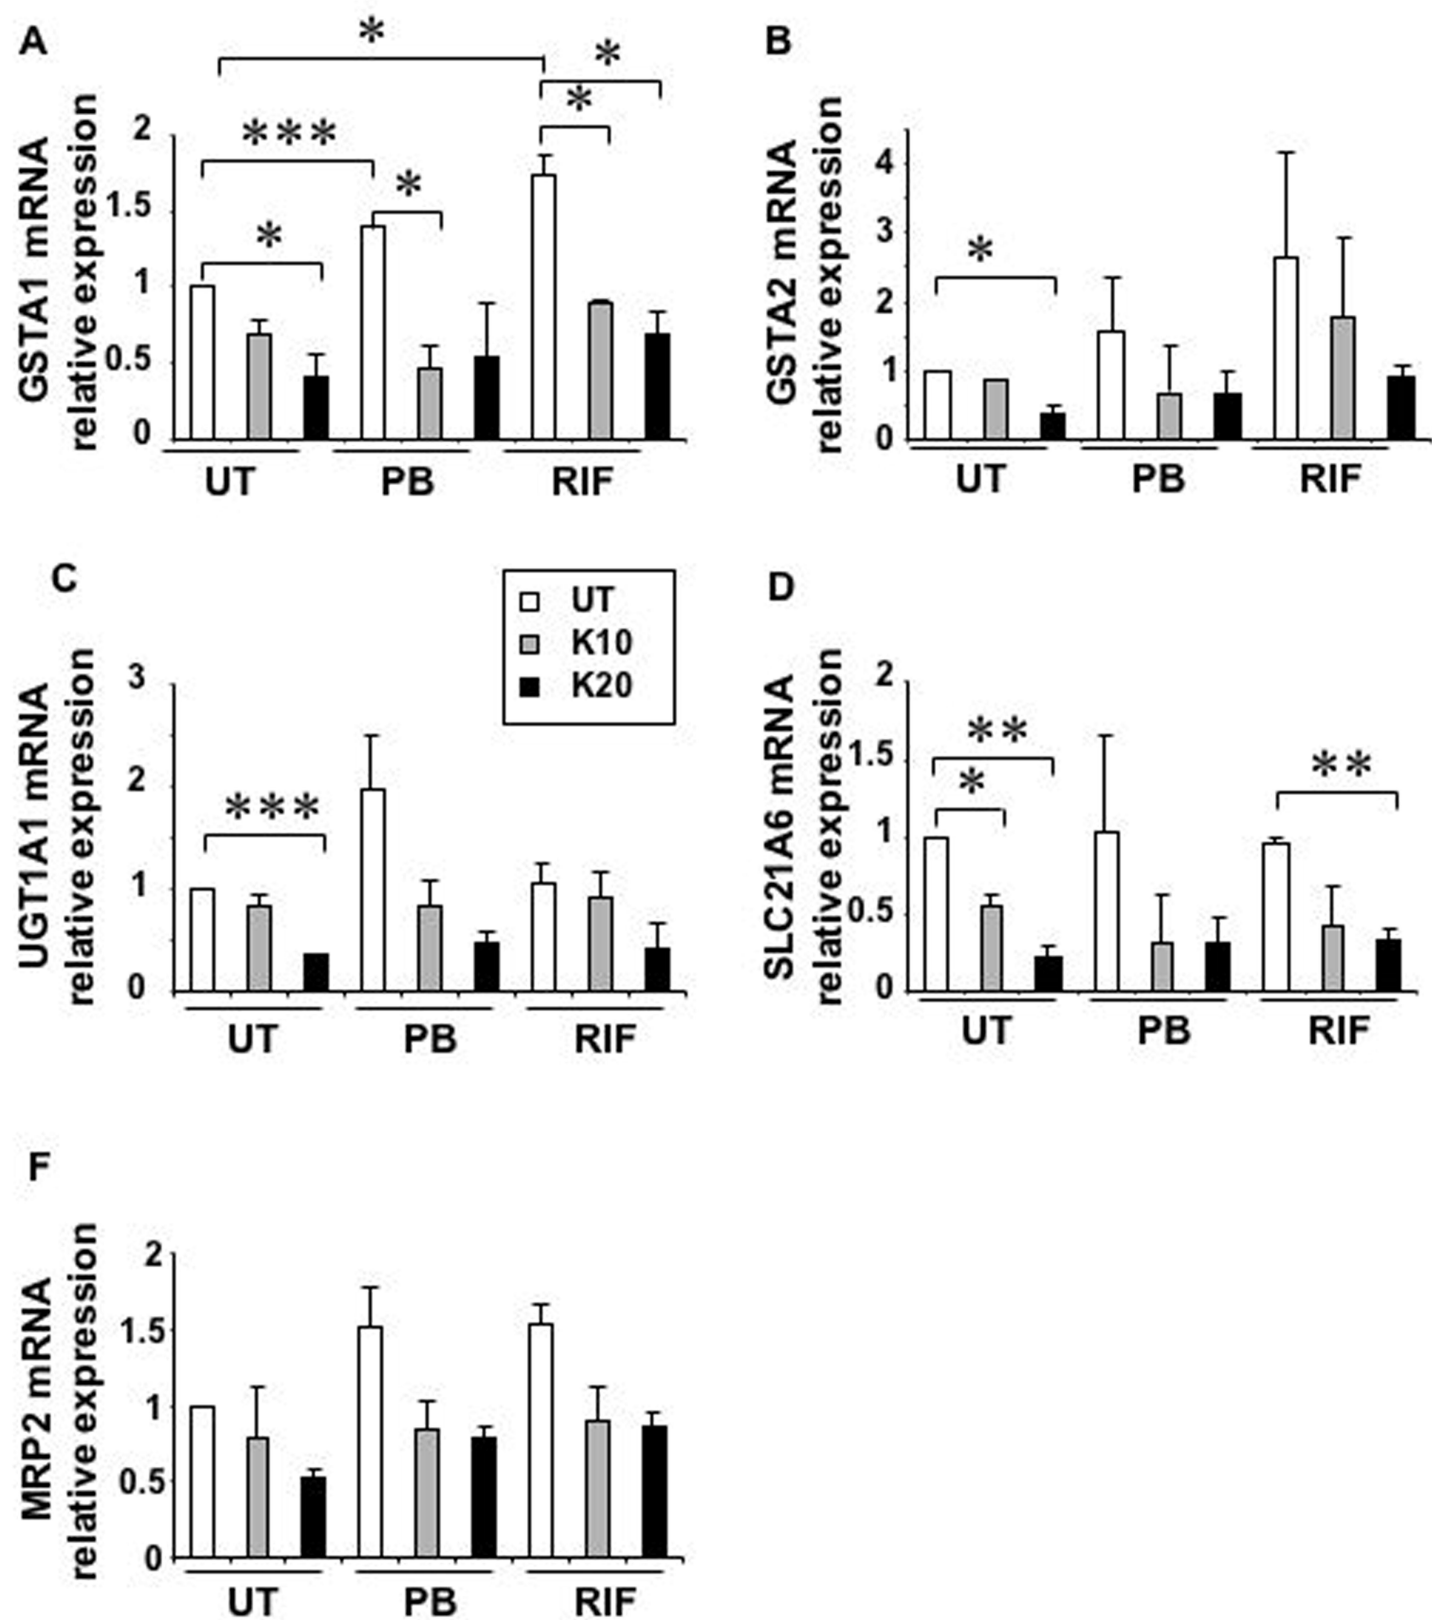 A
*
*
*
***
*
*
GSTA1 mRNA
relative expression
2
1.5
1
0.5
0
UT PB RIF
B
*
GSTA2 mRNA
relative expression
4
3
2
1
0
UT PB RIF
C
UT
K10
K20
***
UGT1A1 mRNA
relative expression
3
2
1
0
UT PB RIF
D
**
*
**
SLC21A6 mRNA
relative expression
2
1.5
1
0.5
0
UT PB RIF
F
MRP2 mRNA
relative expression
2
1.5
1
0.5
0
UT PB RIF